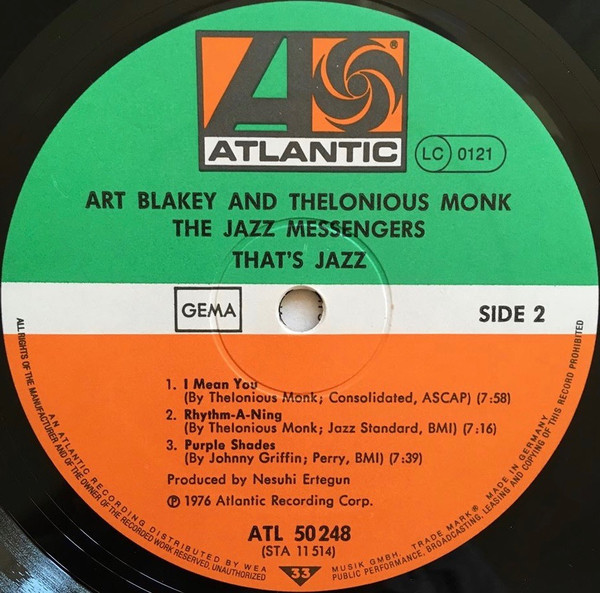 ATLANTIC
®
LC 0121
ART BLAKEY AND THELONIOUS MONK
THE JAZZ MESSENGERS
THAT'S JAZZ
GEMA
SIDE 2
1. I Mean You
(By Thelonious Monk; Consolidated, ASCAP) (7:58)
2. Rhythm-A-Ning
(By Thelonious Monk; Jazz Standard, BMI) (7:16)
3. Purple Shades
(By Johnny Griffin; Perry, BMI) (7:39)
Produced by Nesuhi Ertegun
℗ 1976 Atlantic Recording Corp.
ATL 50 248
(STA 11 514)
33
AN ATLANTIC RECORDING DISTRIBUTED BY WEA MUSIK GMBH. TRADE MARK® MADE IN GERMANY
ALL RIGHTS OF THE MANUFACTURER AND OF THE OWNER OF THE RECORDED WORK RESERVED, UNAUTHORIZED PUBLIC PERFORMANCE, BROADCASTING, LEASING AND COPYING OF THIS RECORD PROHIBITED